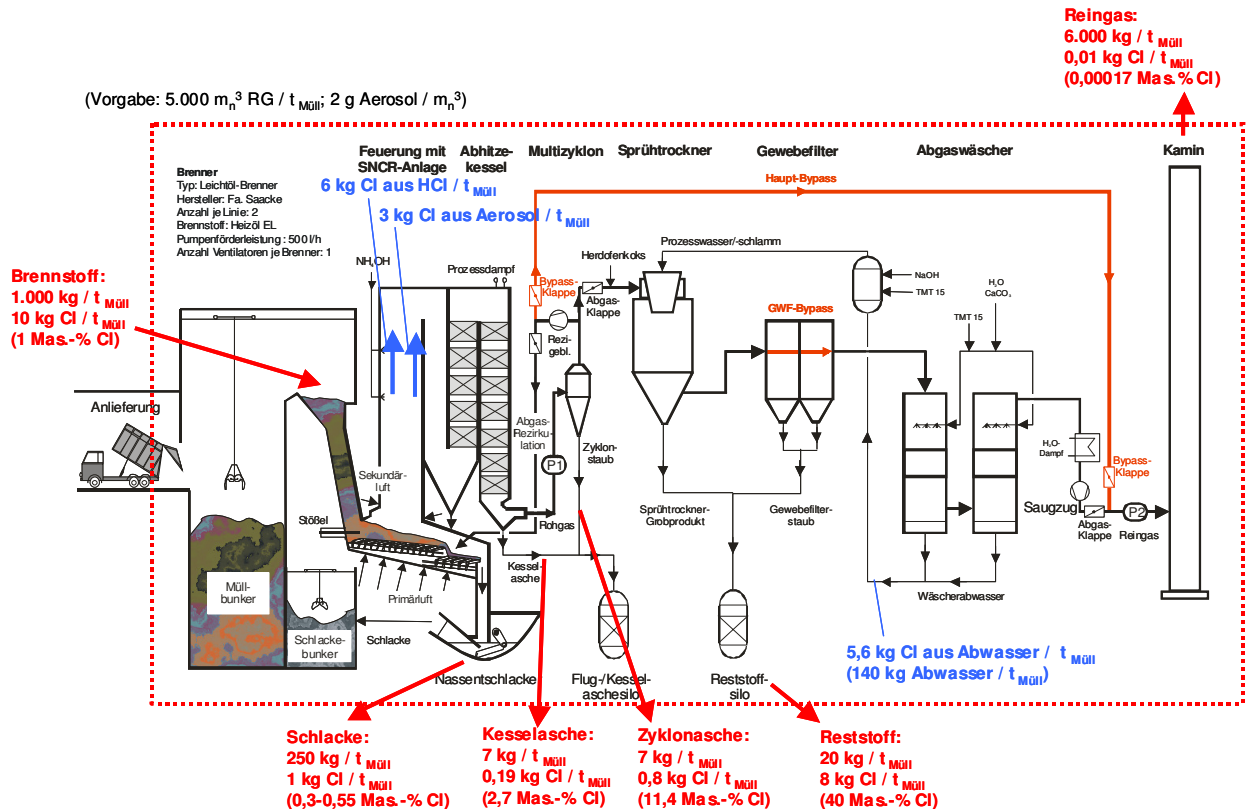 Reingas:
6.000 kg / t Müll
0,01 kg Cl / t Müll
(0,00017 Mas.% Cl)
(Vorgabe: 5.000 mn³ RG / t Müll; 2 g Aerosol / mn³)
Feuerung mit
SNCR-Anlage
Abhitze-
kessel
Multizyklon
Sprühtrockner
Gewebefilter
Abgaswäscher
Kamin
Brenner
Typ: Leichtöl-Brenner
Hersteller: Fa. Saacke
Anzahl je Linie: 2
Brennstoff: Heizöl EL
Pumpenförderleistung : 500 l/h
Anzahl Ventilatoren je Brenner: 1
6 kg Cl aus HCl / t Müll
3 kg Cl aus Aerosol / t Müll
Haupt-Bypass
Brennstoff:
1.000 kg / t Müll
10 kg Cl / t Müll
(1 Mas.-% Cl)
NH4OH
Prozessdampf
Bypass-
Klappe
Herdofenkoks
Abgas-
Klappe
Rezi-
gebl.
Prozesswasser/-schlamm
GWF-Bypass
NaOH
TMT 15
H2O
CaCO3
TMT 15
Anlieferung
Abgas-
Rezirku-
lation
P1
Zyklon-
staub
Sekundär-
luft
Stößel
Rohgas
Sprühtrockner-
Grobprodukt
Gewebefilter-
staub
H2O-
Dampf
Bypass-
Klappe
Saugzug
Abgas-
Klappe
P2
Reingas
Kessel-
asche
Müll-
bunker
Primärluft
Schlacke-
bunker
Schlacke
Wäscherabwasser
5,6 kg Cl aus Abwasser / t Müll
(140 kg Abwasser / t Müll)
Nassentschlacke
Flug-/Kessel-
aschesilo
Reststoff-
silo
Schlacke:
250 kg / t Müll
1 kg Cl / t Müll
(0,3-0,55 Mas.-% Cl)
Kesselasche:
7 kg / t Müll
0,19 kg Cl / t Müll
(2,7 Mas.-% Cl)
Zyklonasche:
7 kg / t Müll
0,8 kg Cl / t Müll
(11,4 Mas.-% Cl)
Reststoff:
20 kg / t Müll
8 kg Cl / t Müll
(40 Mas.-% Cl)